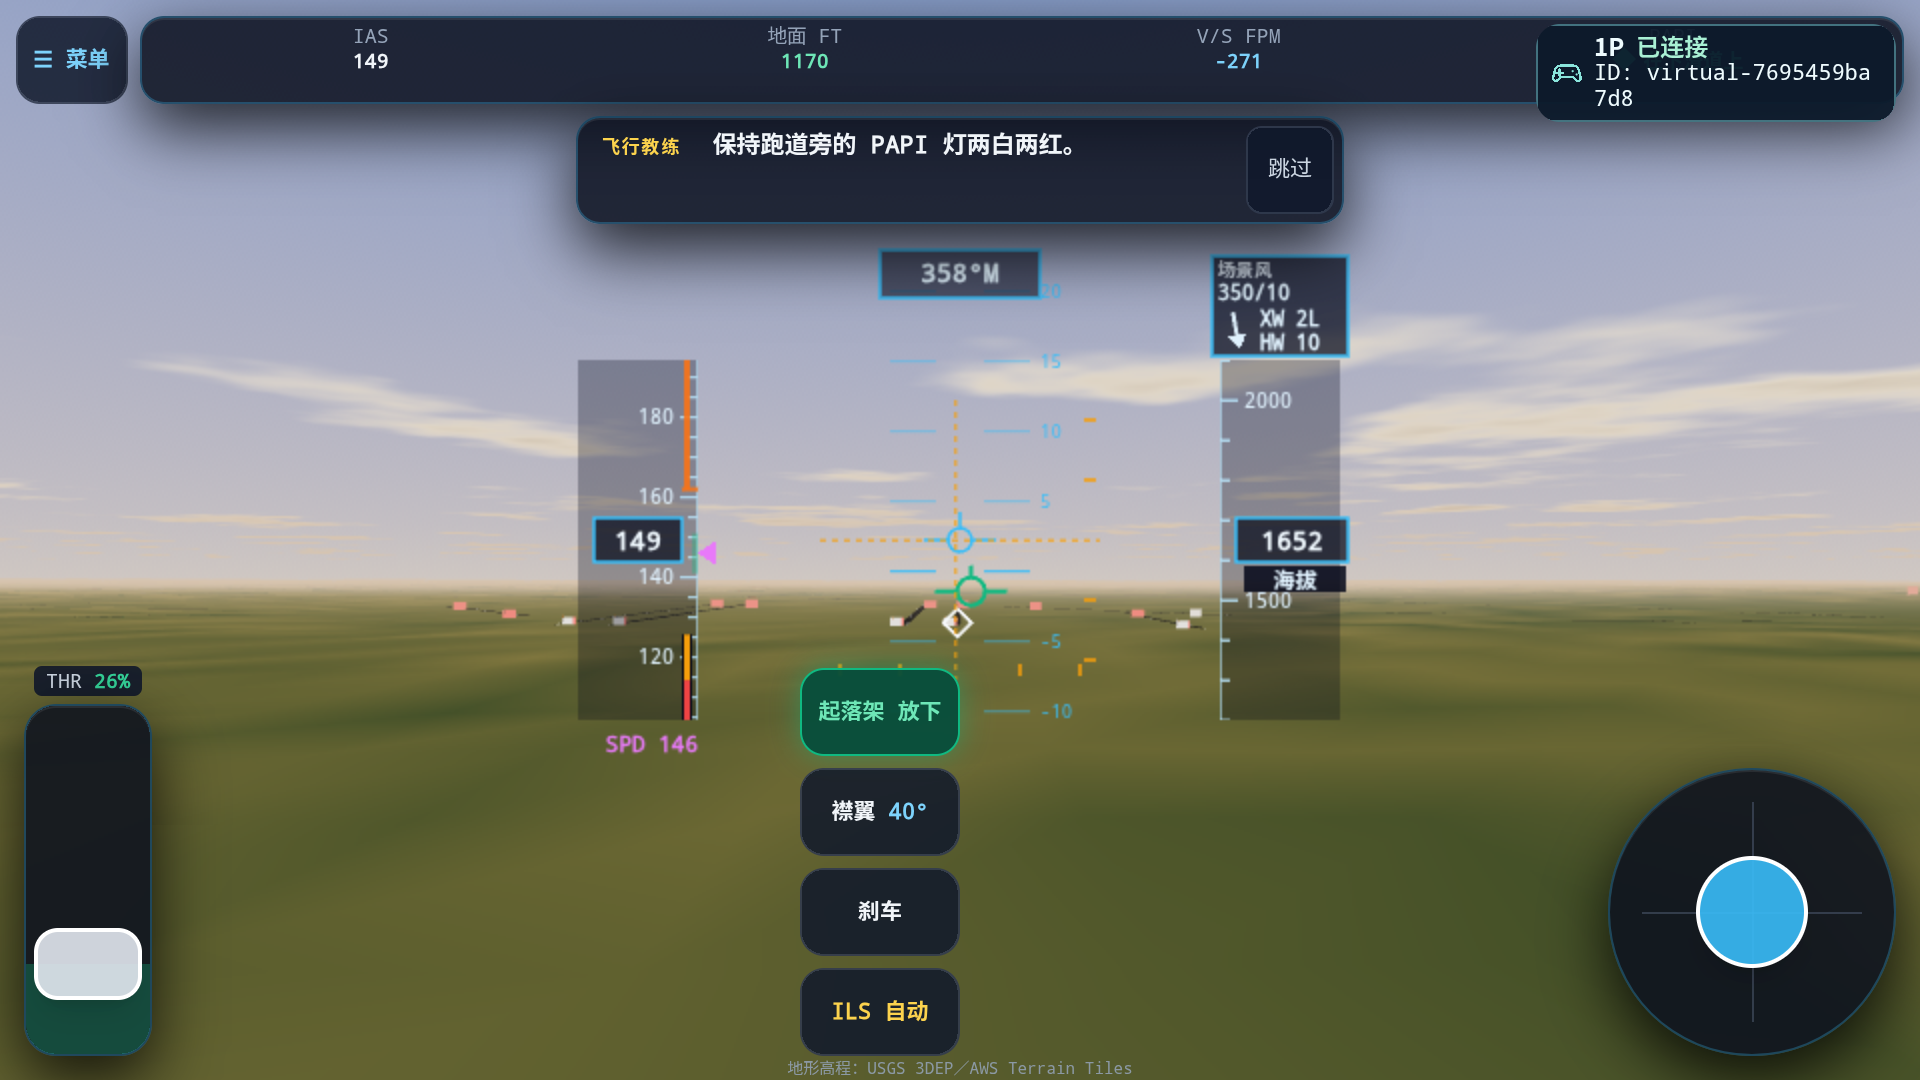 ☰ 菜单
IAS
149
地面 FT
1170
V/S FPM
-271
1P 已连接
ID: virtual-7695459ba
7d8
飞行教练 保持跑道旁的 PAPI 灯两白两红。
跳过
358°M
20
15
10
5
-5
-10
场景风
350/10
XW 2L
HW 10
180
160
149
140
120
SPD 146
2000
1652
海拔
1500
THR 26%
起落架 放下
襟翼 40°
刹车
ILS 自动
地形高程: USGS 3DEP／AWS Terrain Tiles